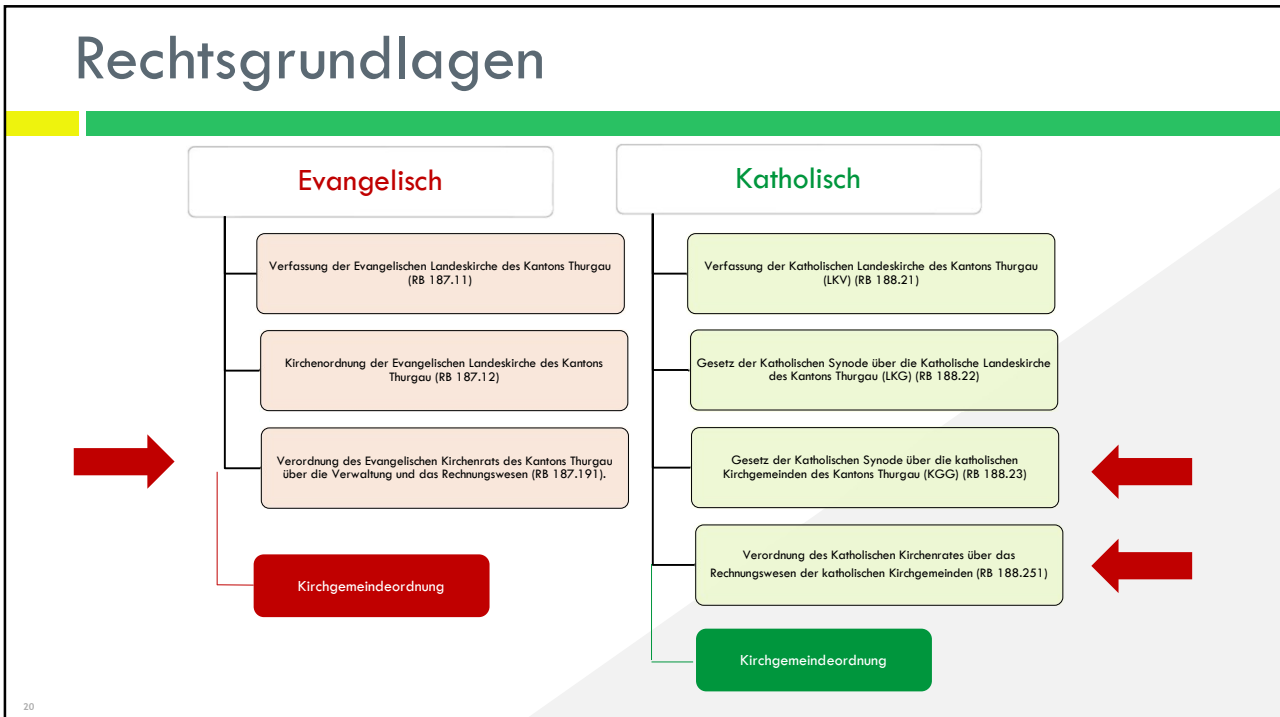 Rechtsgrundlagen
Evangelisch
Verfassung der Evangelischen Landeskirche des Kantons Thurgau
(RB 187.11)
Kirchenordnung der Evangelischen Landeskirche des Kantons
Thurgau (RB 187.12)
Verordnung des Evangelischen Kirchenrats des Kantons Thurgau
über die Verwaltung und das Rechnungswesen (RB 187.191).
Kirchgemeindeordnung
Katholisch
Verfassung der Katholischen Landeskirche des Kantons Thurgau
(LKV) (RB 188.21)
Gesetz der Katholischen Synode über die Katholische Landeskirche
des Kantons Thurgau (LKG) (RB 188.22)
Gesetz der Katholischen Synode über die katholischen
Kirchgemeinden des Kantons Thurgau (KGG) (RB 188.23)
Verordnung des Katholischen Kirchenrates über das
Rechnungswesen der katholischen Kirchgemeinden (RB 188.251)
Kirchgemeindeordnung
20